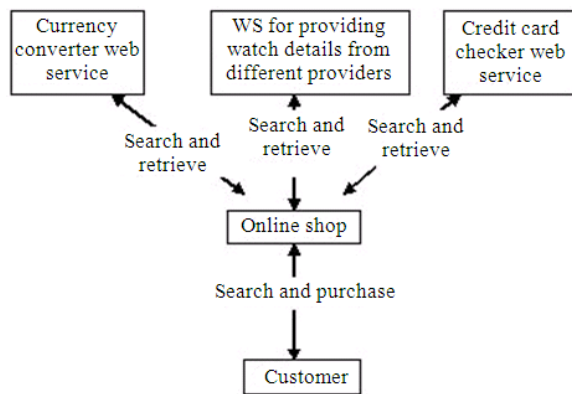 Currency
converter web
service
WS for providing
watch details from
different providers
Credit card
checker web
service
Search and
retrieve
Search and
retrieve
Search and
retrieve
Online shop
Search and purchase
Customer